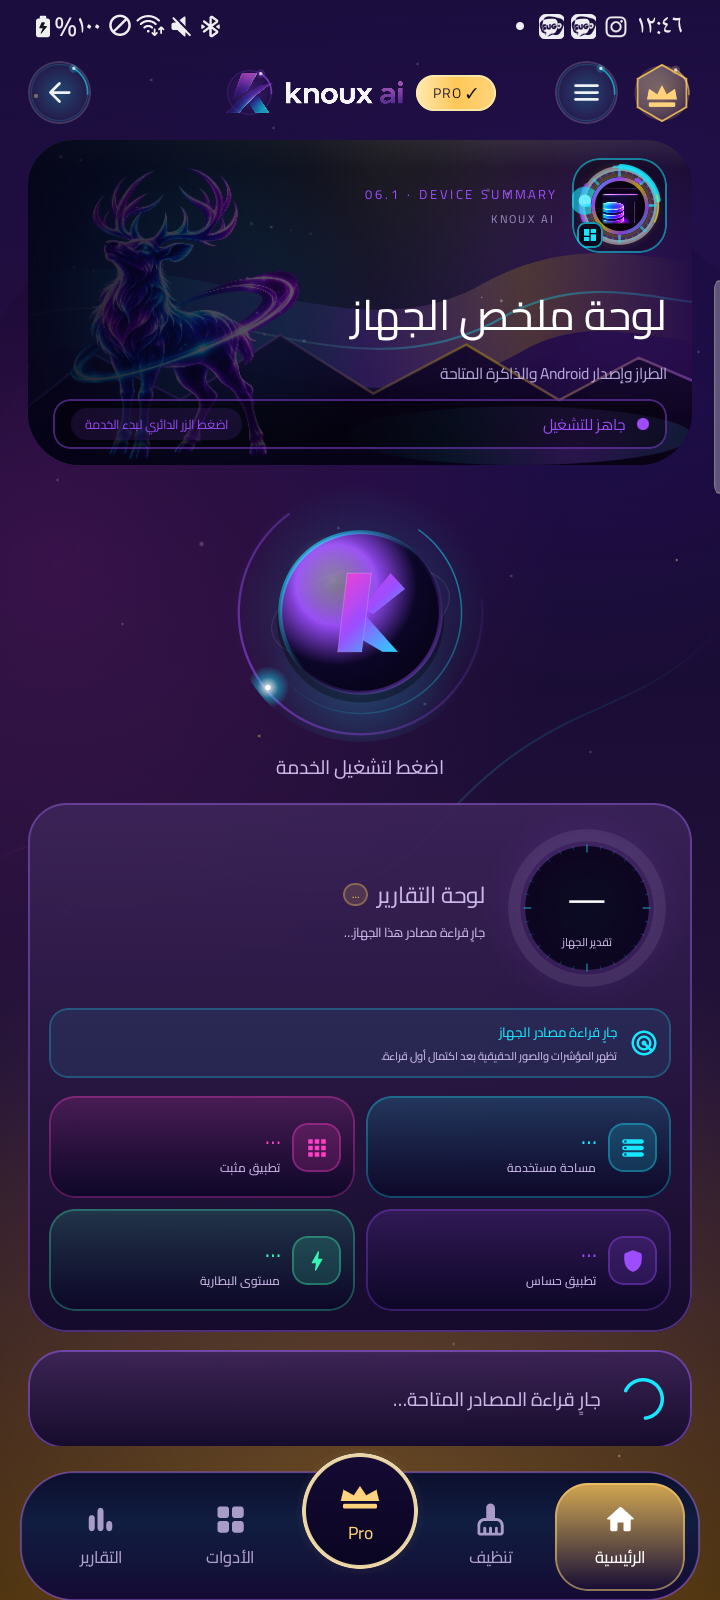 ١٢:٤٦
%١٠٠
knoux ai
PRO ✓
06.1 · DEVICE SUMMARY
KNOUX AI
لوحة ملخص الجهاز
الطراز وإصدار Android والذاكرة المتاحة
جاهز للتشغيل
اضغط الزر الدائري لبدء الخدمة
اضغط لتشغيل الخدمة
لوحة التقارير ...
جارٍ قراءة مصادر هذا الجهاز...
—
تقدير الجهاز
جارٍ قراءة مصادر الجهاز
تظهر المؤشرات والصور الحقيقية بعد اكتمال أول قراءة.
...
مساحة مستخدمة
...
تطبيق مثبت
...
تطبيق حساس
...
مستوى البطارية
جارٍ قراءة المصادر المتاحة...
الرئيسية
تنظيف
Pro
الأدوات
التقارير